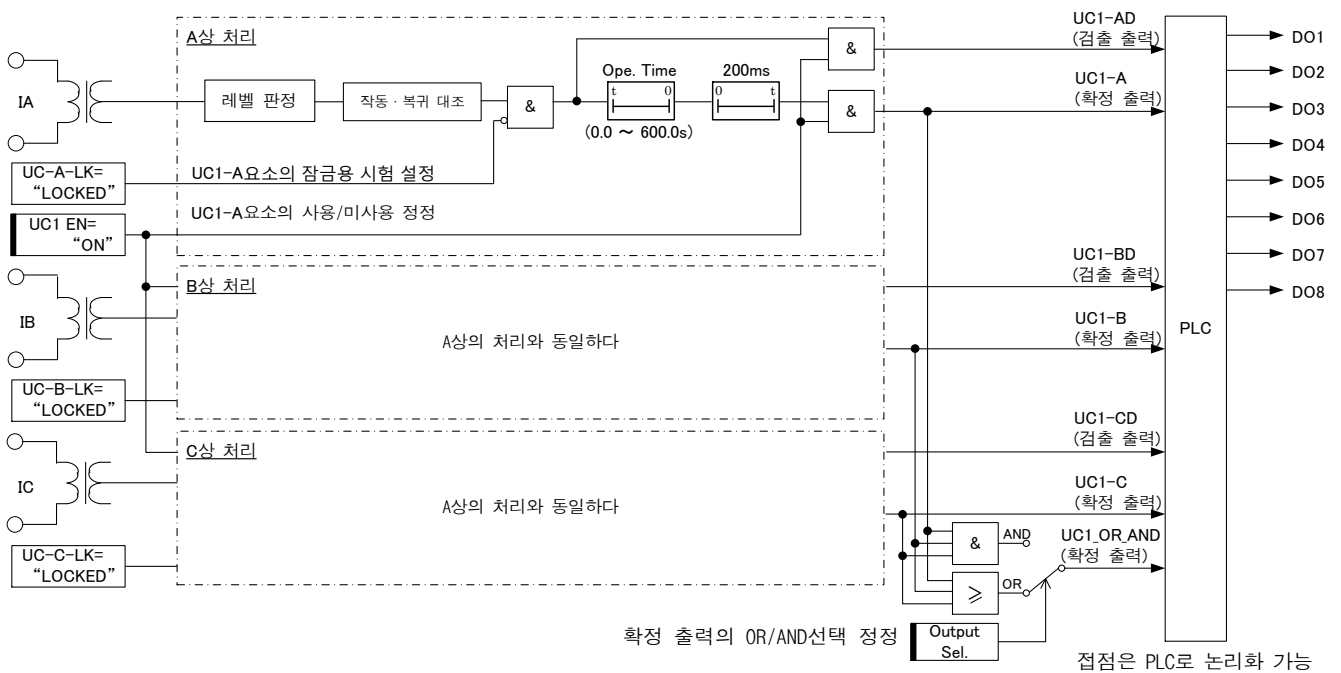 A상 처리
IA
레벨 판정
작동·복귀 대조
&
Ope. Time
t 0
(0.0 ~ 600.0s)
200ms
0 t
&
&
UC1-AD
(검출 출력)
UC1-A
(확정 출력)
UC-A-LK=
“LOCKED”
UC1-A요소의 잠금용 시험 설정
UC1 EN=
“ON”
UC1-A요소의 사용/미사용 정정
B상 처리
IB
A상의 처리와 동일하다
UC1-BD
(검출 출력)
UC1-B
(확정 출력)
UC-B-LK=
“LOCKED”
C상 처리
IC
A상의 처리와 동일하다
UC1-CD
(검출 출력)
UC1-C
(확정 출력)
UC-C-LK=
“LOCKED”
&
AND
≥
OR
UC1_OR_AND
(확정 출력)
확정 출력의 OR/AND선택 정정
Output
Sel.
PLC
DO1
DO2
DO3
DO4
DO5
DO6
DO7
DO8
접점은 PLC로 논리화 가능